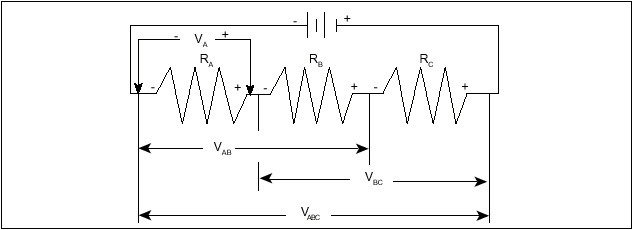 - +
- V_A +
R_A R_B R_C
- + - + - +
V_AB
V_BC
V_ABC